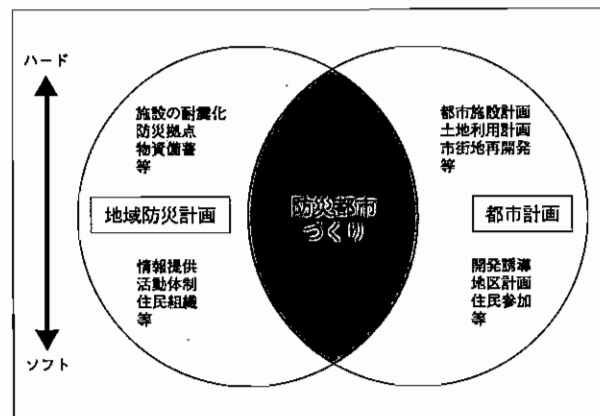 ハード
施設の耐震化
防災拠点
物資備蓄
等
地域防災計画
情報提供
活動体制
住民組織
等
防災都市
づくり
都市施設計画
土地利用計画
市街地再開発
等
都市計画
開発誘導
地区計画
住民参加
等
ソフト